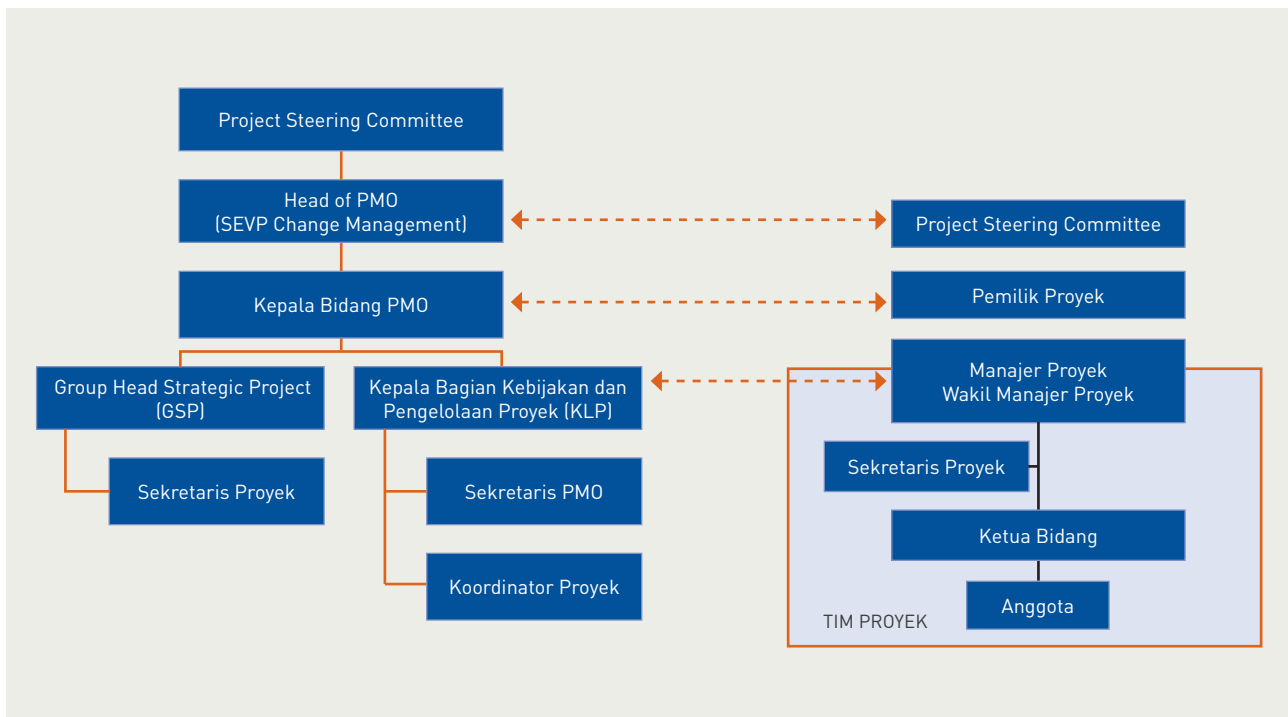 Project Steering Committee
Head of PMO
(SEVP Change Management)
Kepala Bidang PMO
Group Head Strategic Project
(GSP)
Kepala Bagian Kebijakan dan
Pengelolaan Proyek (KLP)
Sekretaris Proyek
Sekretaris PMO
Koordinator Proyek
Project Steering Committee
Pemilik Proyek
Manajer Proyek
Wakil Manajer Proyek
Sekretaris Proyek
Ketua Bidang
Anggota
TIM PROYEK